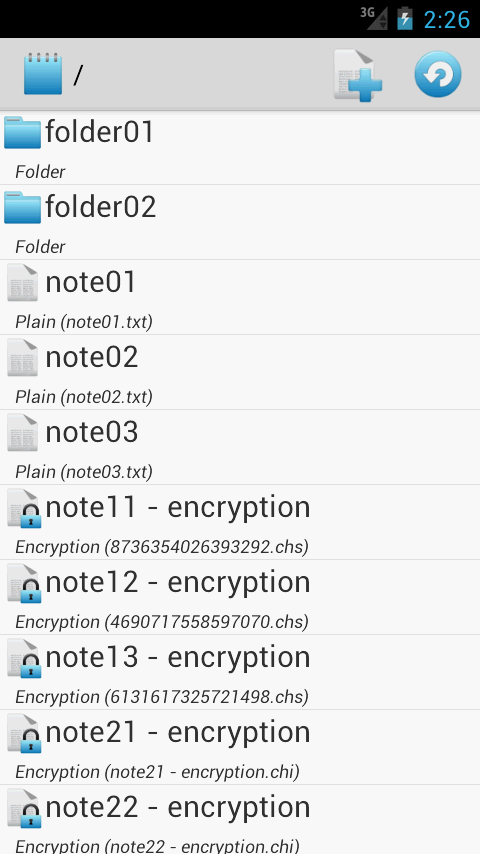 3G 2:26
/
folder01
Folder
folder02
Folder
note01
Plain (note01.txt)
note02
Plain (note02.txt)
note03
Plain (note03.txt)
note11 - encryption
Encryption (8736354026393292.chs)
note12 - encryption
Encryption (4690717558597070.chs)
note13 - encryption
Encryption (6131617325721498.chs)
note21 - encryption
Encryption (note21 - encryption.chi)
note22 - encryption
Encryption (note22 - encryption.chi)